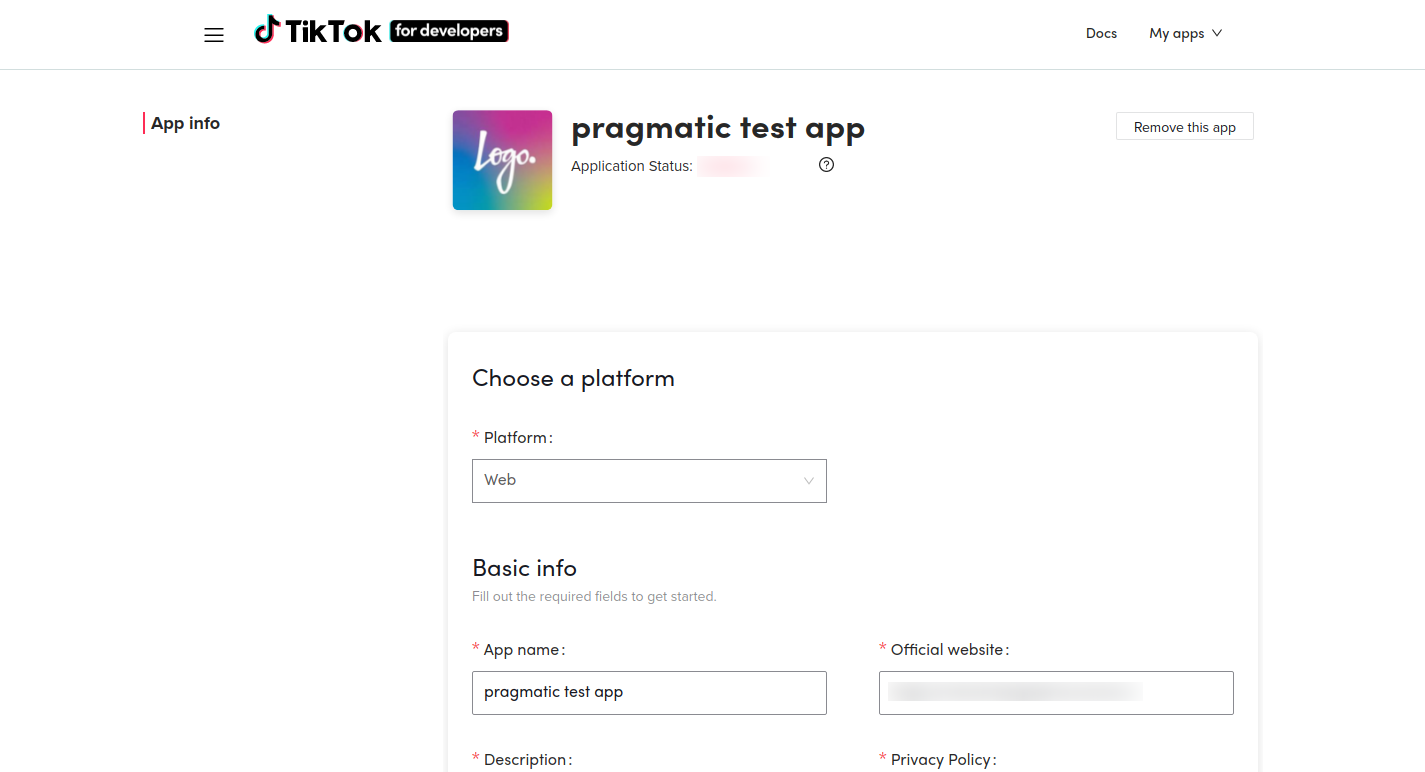 TikTok for developers
Docs
My apps
App info
Logo.
pragmatic test app
Application Status:
Remove this app
Choose a platform
* Platform:
Web
Basic info
Fill out the required fields to get started.
* App name:
* Official website:
pragmatic test app
* Description:
* Privacy Policy: